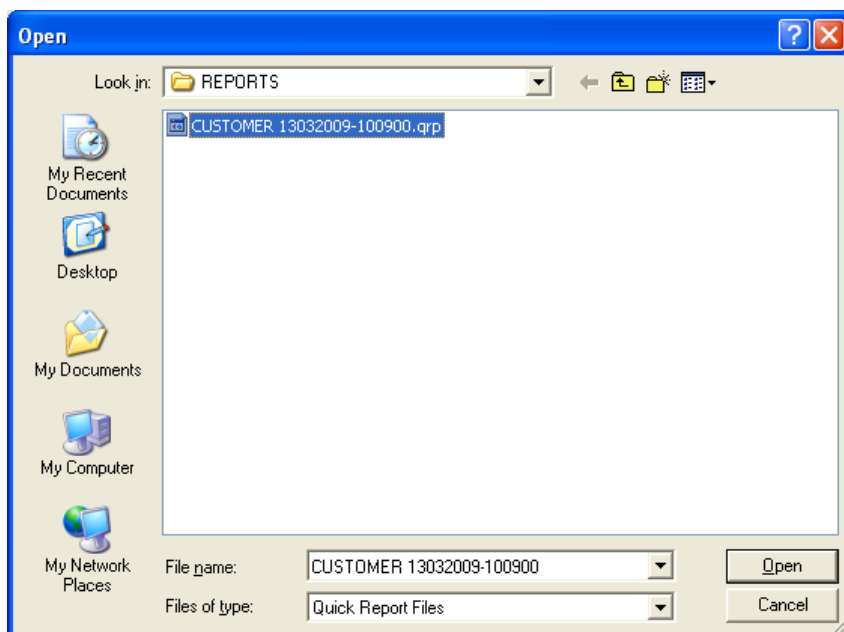 Open
Look in:
REPORTS
CUSTOMER 13032009-100900.qrp
My Recent
Documents
Desktop
My Documents
My Computer
My Network
Places
File name:
CUSTOMER 13032009-100900
Open
Files of type:
Quick Report Files
Cancel